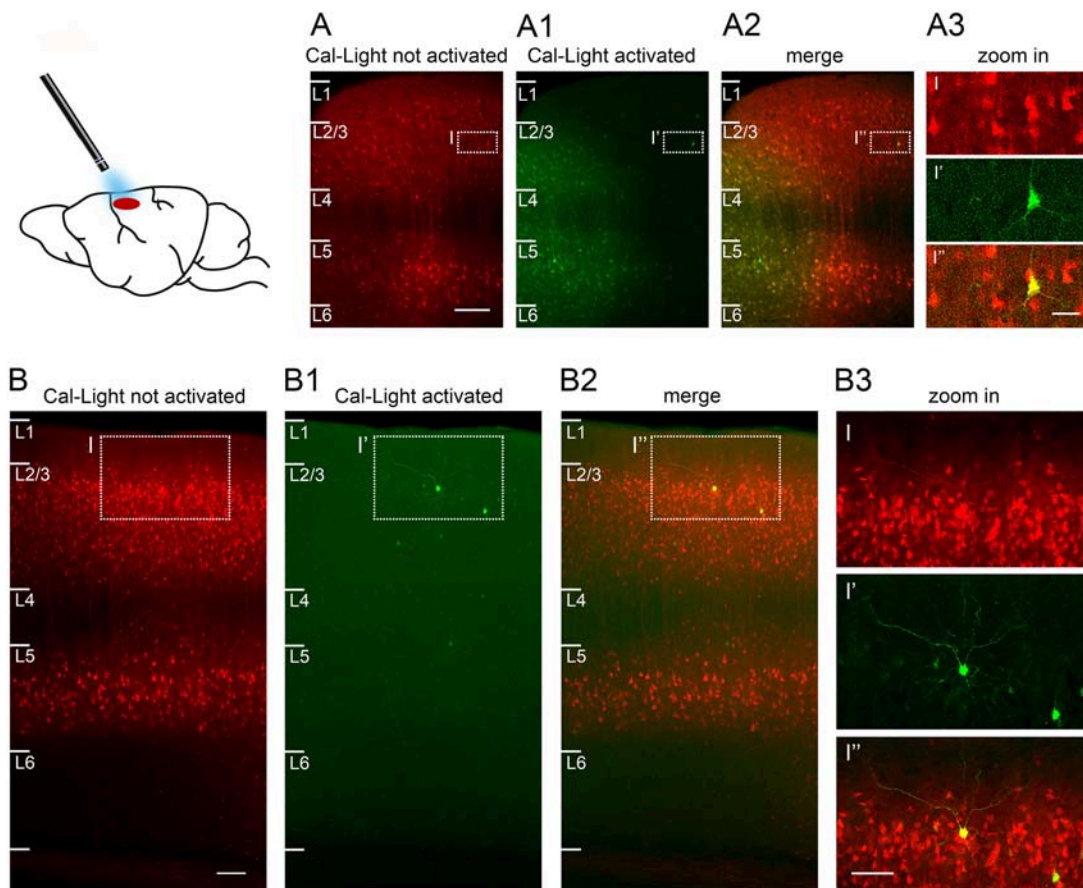 A
Cal-Light not activated
A1
Cal-Light activated
A2
merge
A3
zoom in
L1
L2/3
L4
L5
L6
I
L1
L2/3
L4
L5
L6
I'
L1
L2/3
L4
L5
L6
I''
I
I'
I''
B
Cal-Light not activated
B1
Cal-Light activated
B2
merge
B3
zoom in
L1
L2/3
L4
L5
L6
I
L1
L2/3
L4
L5
L6
I'
L1
L2/3
L4
L5
L6
I''
I
I'
I''